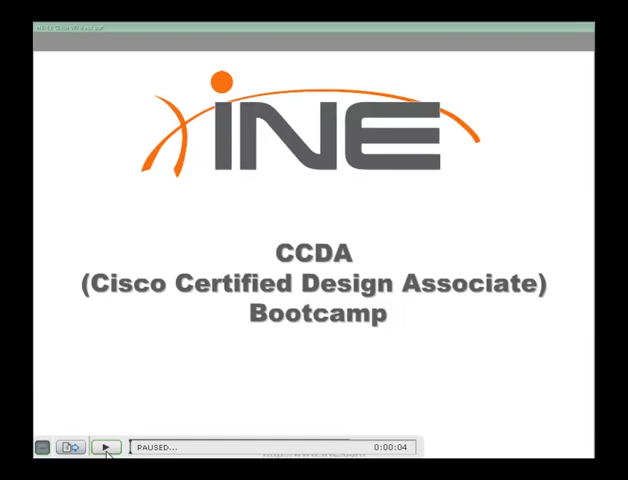 iNE
CCDA
(Cisco Certified Design Associate)
Bootcamp
PAUSED...
0:00:04